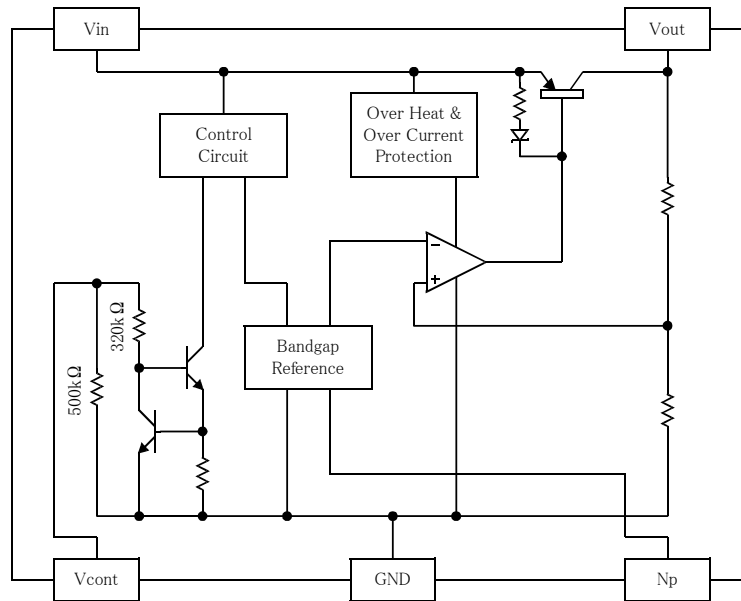 Vin
Vout
Control
Circuit
Over Heat &
Over Current
Protection
−
+
320kΩ
500kΩ
Bandgap
Reference
Vcont
GND
Np